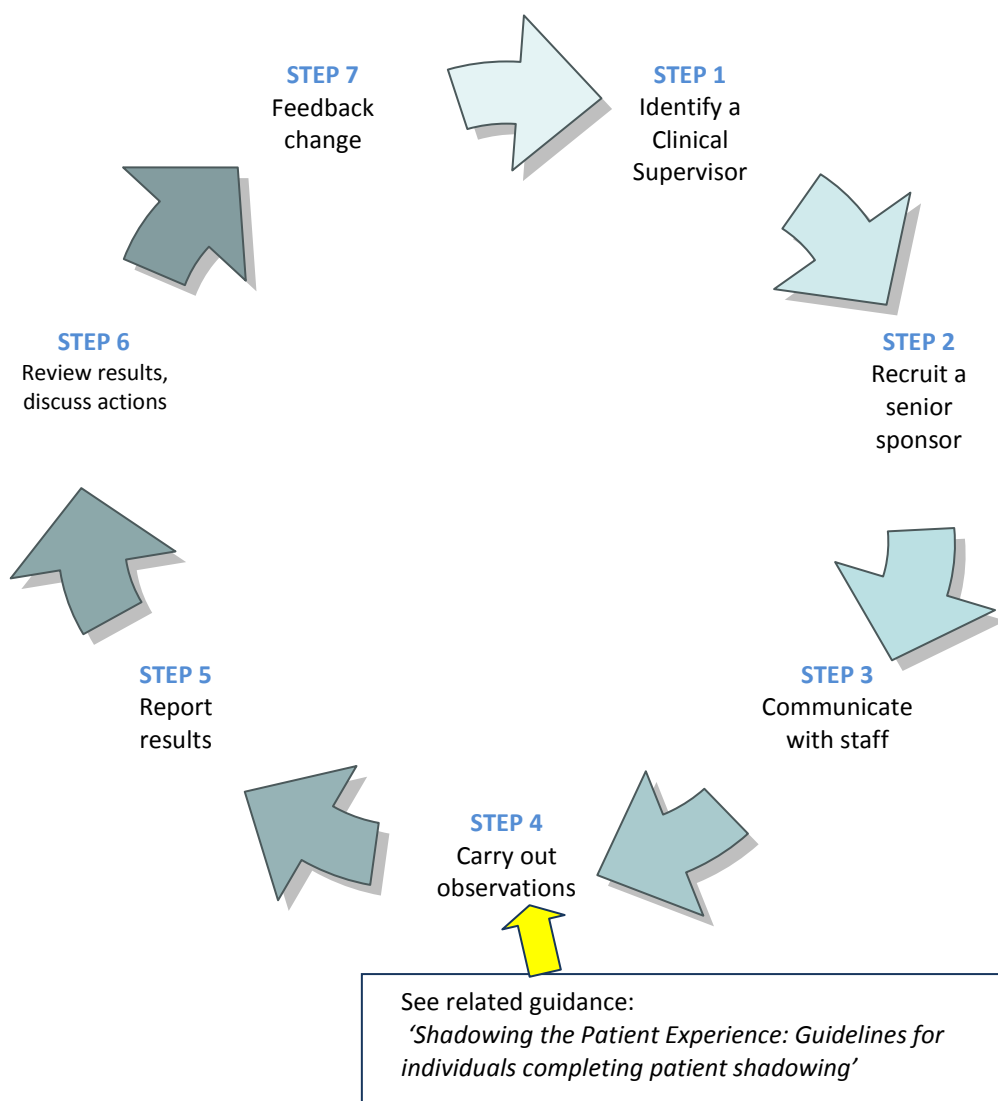 STEP 1
Identify a
Clinical
Supervisor
STEP 2
Recruit a
senior
sponsor
STEP 3
Communicate
with staff
STEP 4
Carry out
observations
See related guidance:
‘Shadowing the Patient Experience: Guidelines for
individuals completing patient shadowing’
STEP 5
Report
results
STEP 6
Review results,
discuss actions
STEP 7
Feedback
change